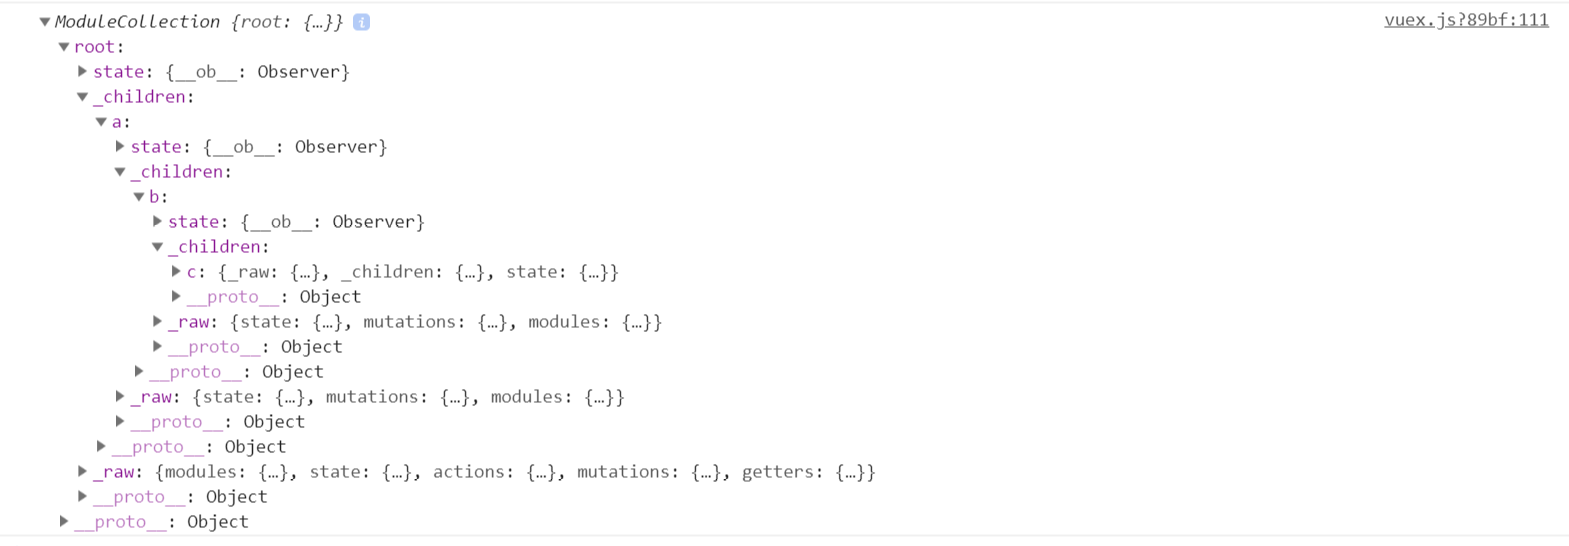 ▼ModuleCollection {root: {…}} i vuex.js?89bf:111
▼root:
▶state: {__ob__: Observer}
▼_children:
▼a:
▶state: {__ob__: Observer}
▼_children:
▼b:
▶state: {__ob__: Observer}
▼_children:
▶c: {_raw: {…}, _children: {…}, state: {…}}
▶__proto__: Object
▶_raw: {state: {…}, mutations: {…}, modules: {…}}
▶__proto__: Object
▶__proto__: Object
▶_raw: {state: {…}, mutations: {…}, modules: {…}}
▶__proto__: Object
▶__proto__: Object
▶_raw: {modules: {…}, state: {…}, actions: {…}, mutations: {…}, getters: {…}}
▶__proto__: Object
▶__proto__: Object